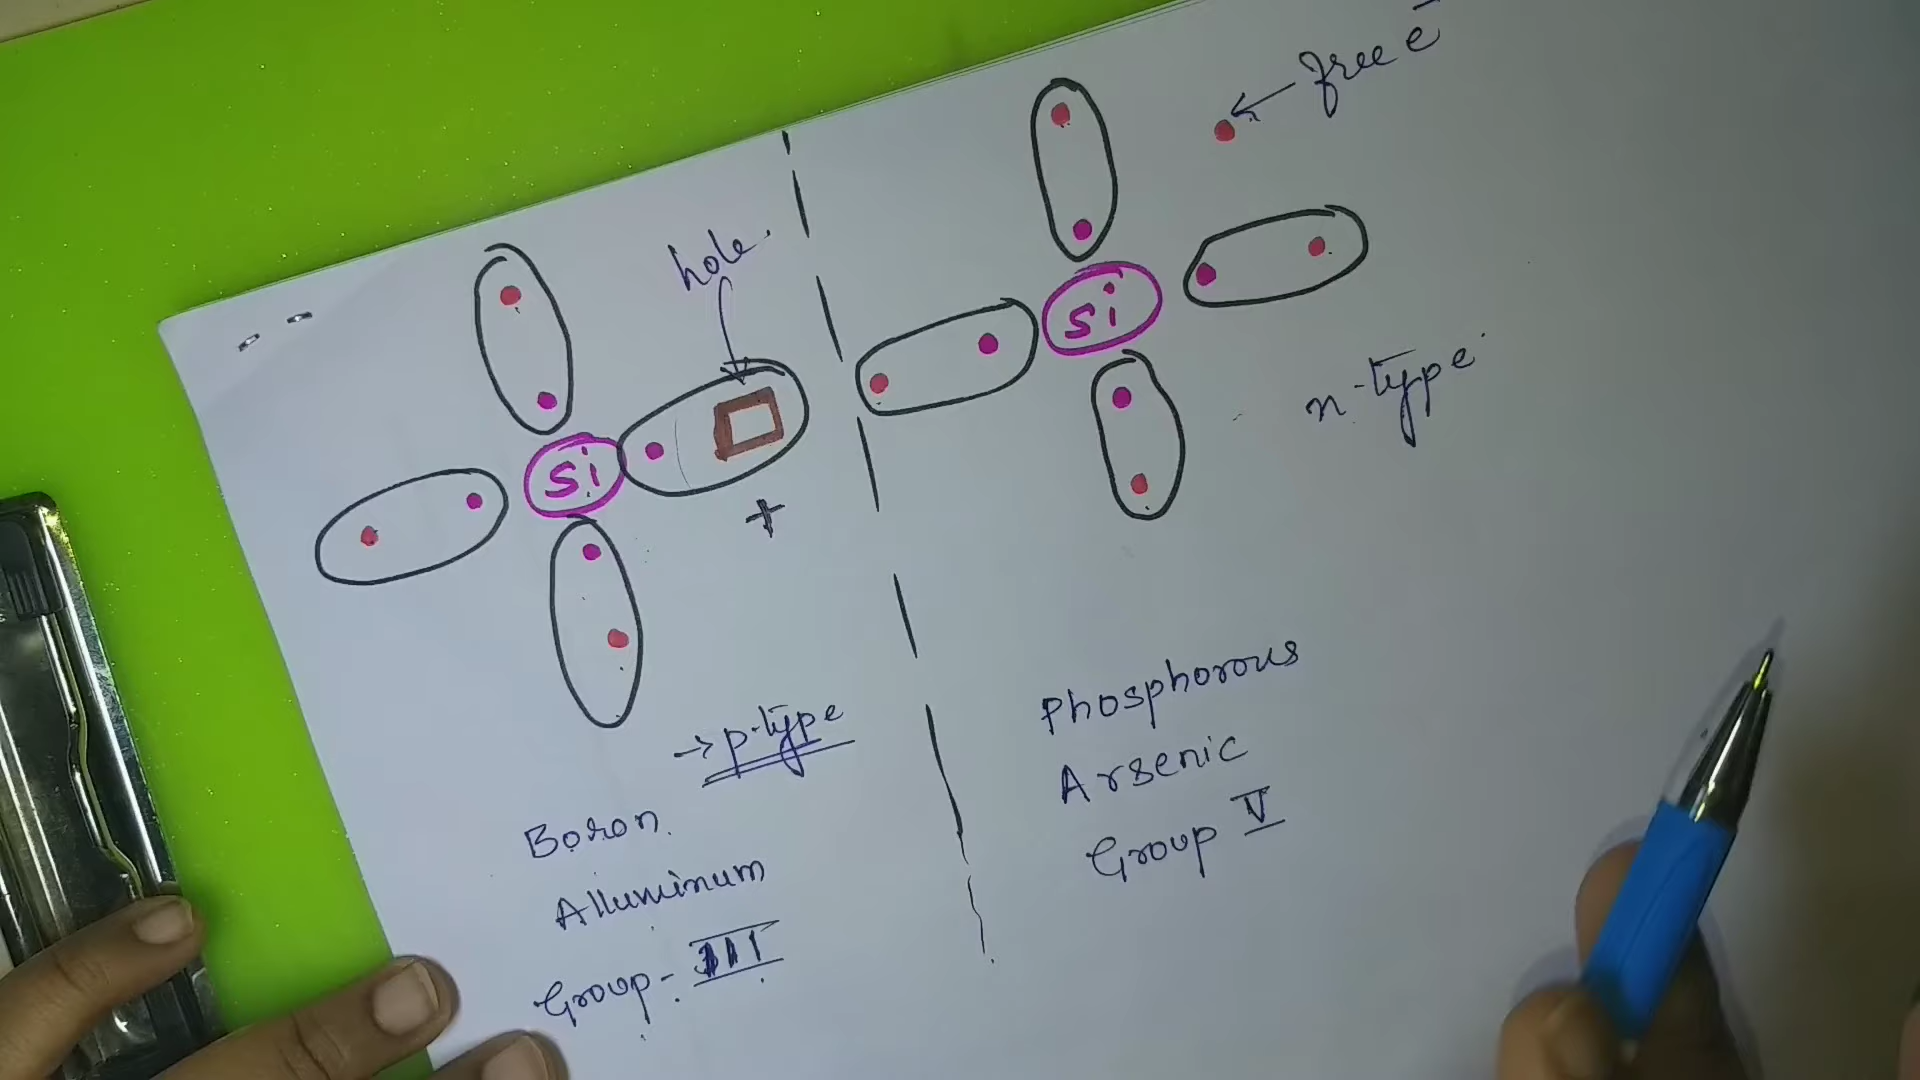 hole
Si
+
→ p-type
Boron
Alluminum
Group - III
free e⁻
Si
n-type
Phosphorous
Arsenic
Group V